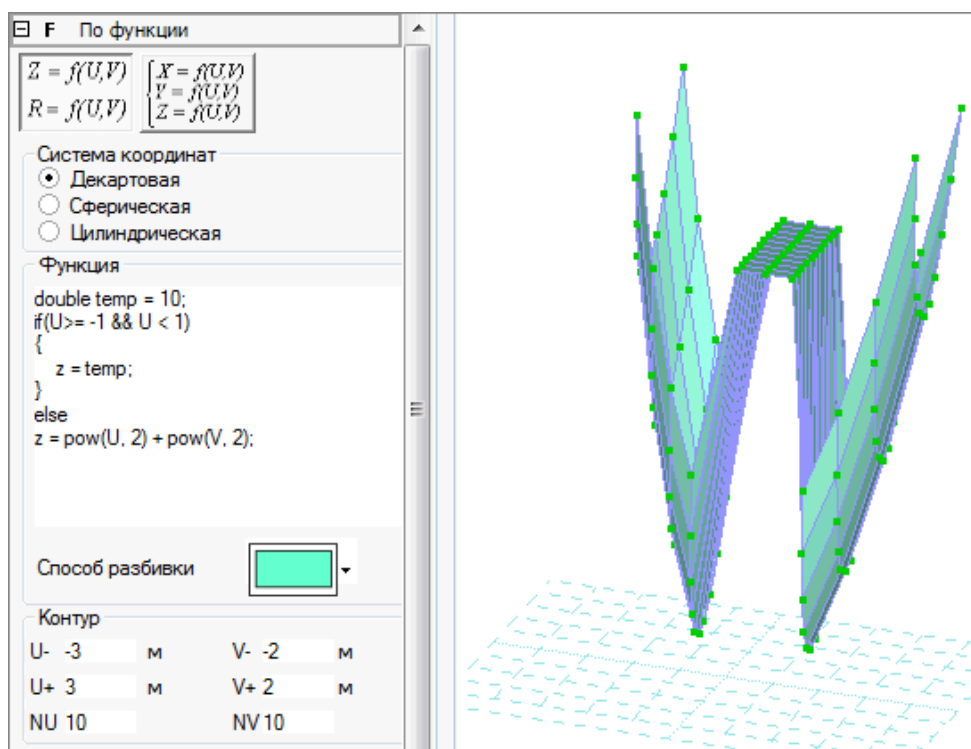 F По функции
Z = f(U,V)
R = f(U,V)
X = f(U,V)
Y = f(U,V)
Z = f(U,V)
Система координат
Декартовая
Сферическая
Цилиндрическая
Функция
double temp = 10;
if(U>= -1 && U < 1)
{
z = temp;
}
else
z = pow(U, 2) + pow(V, 2);
Способ разбивки
Контур
U- -3 м V- -2 м
U+ 3 м V+ 2 м
NU 10 NV 10